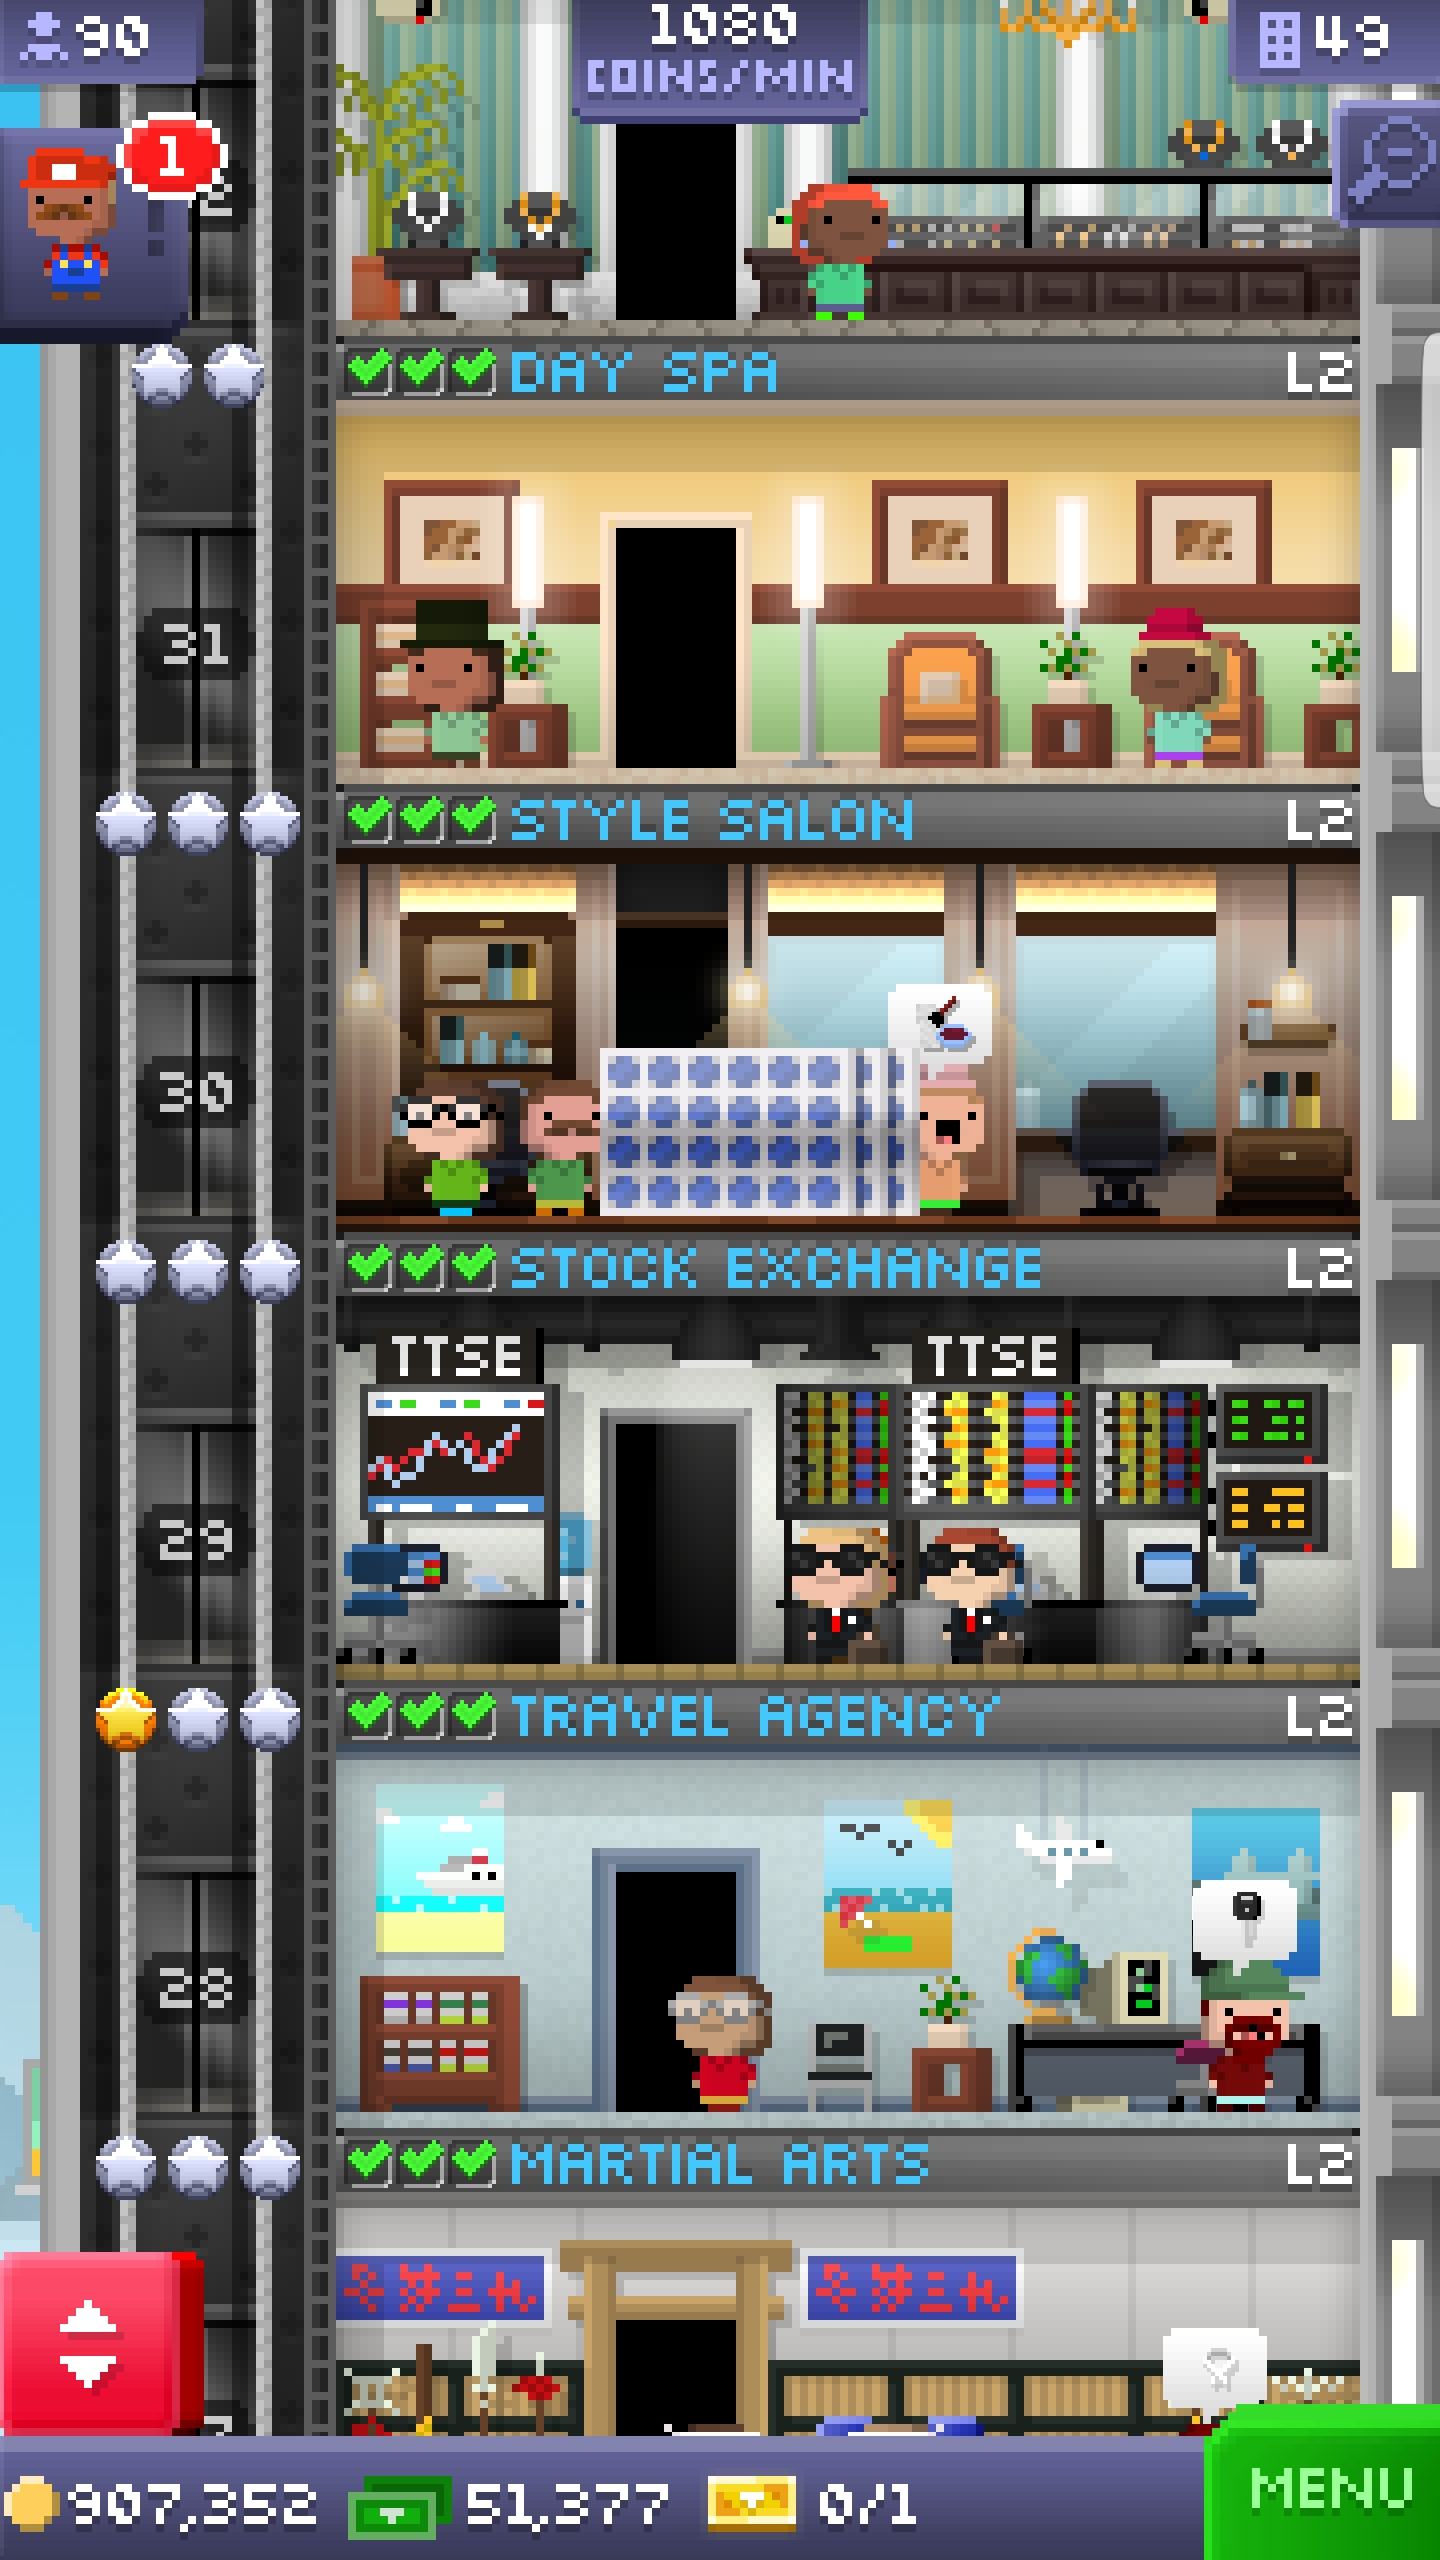 90
1080
COINS/MIN
49
1
DAY SPA
L2
31
STYLE SALON
L2
30
STOCK EXCHANGE
L2
TTSE
TTSE
29
TRAVEL AGENCY
L2
28
MARTIAL ARTS
L2
907,352
51,377
0/1
MENU